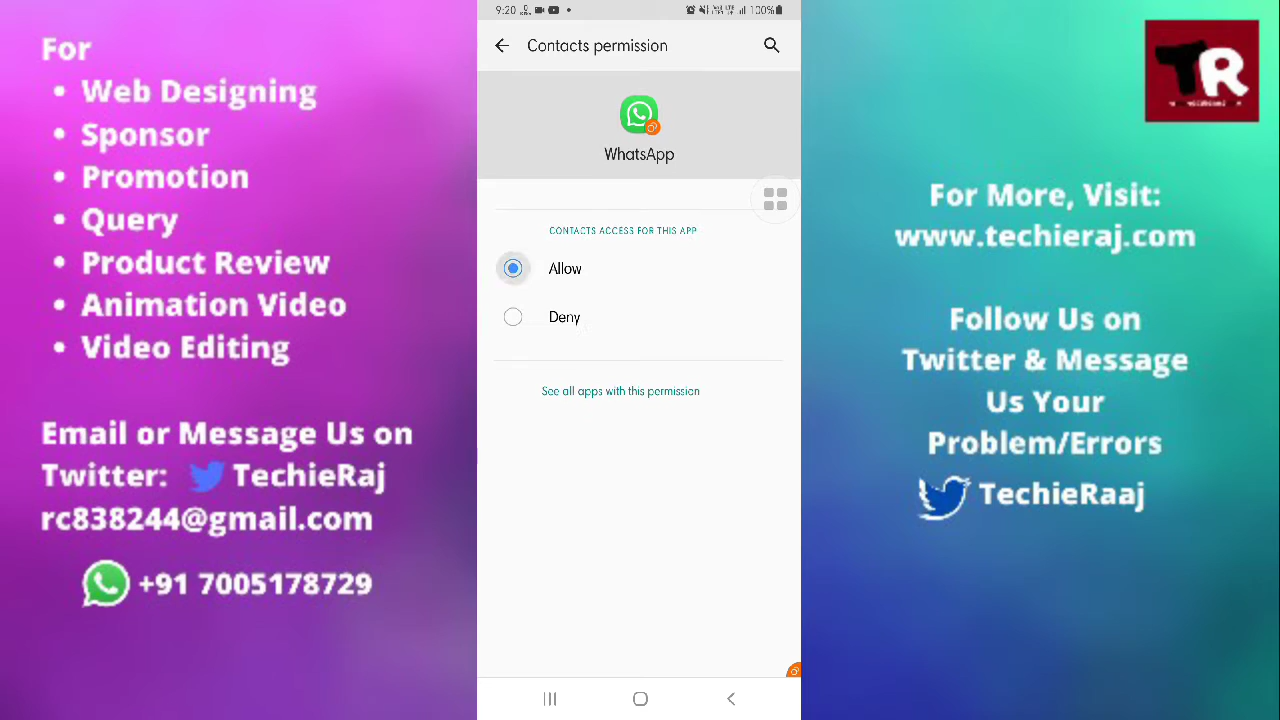 For
• Web Designing
• Sponsor
• Promotion
• Query
• Product Review
• Animation Video
• Video Editing
Email or Message Us on
Twitter: TechieRaj
rc838244@gmail.com
+91 7005178729
9:20
100%
Contacts permission
WhatsApp
CONTACTS ACCESS FOR THIS APP
Allow
Deny
See all apps with this permission
TR
For More, Visit:
www.techieraj.com
Follow Us on
Twitter & Message
Us Your
Problem/Errors
TechieRaaj